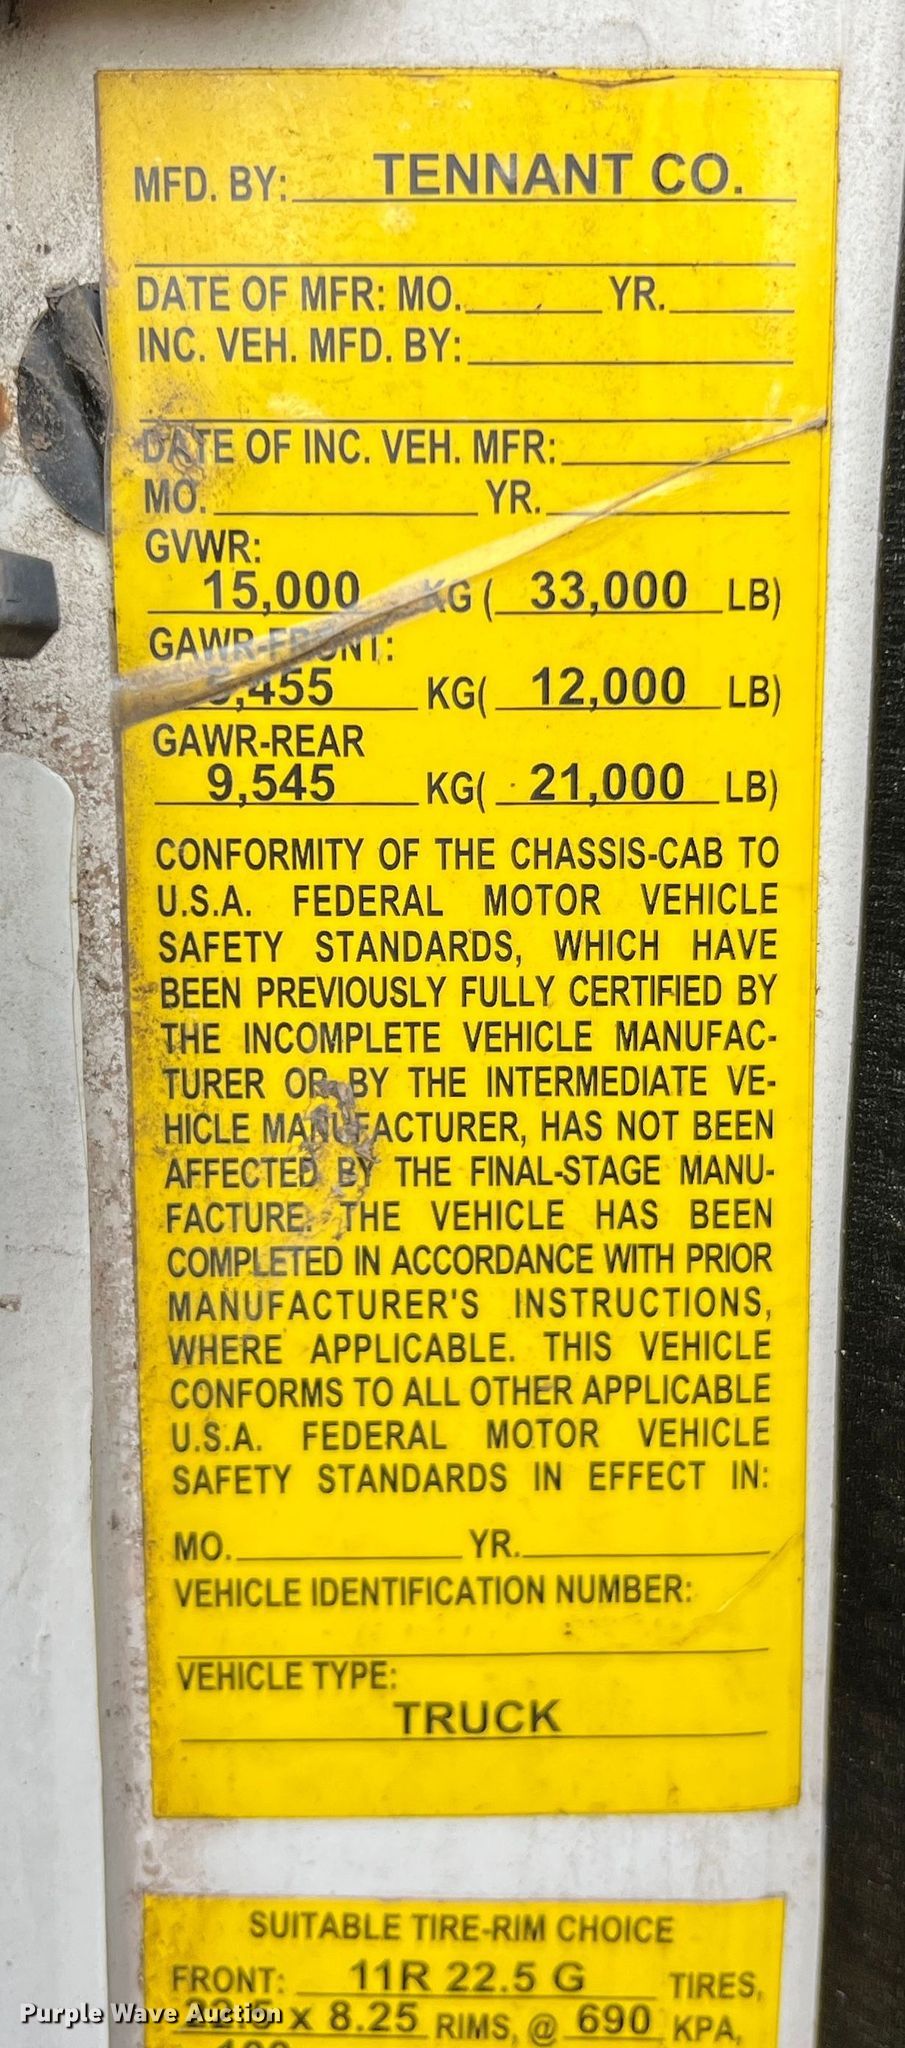 MFD. BY: TENNANT CO.
DATE OF MFR: MO. YR.
INC. VEH. MFD. BY:
DATE OF INC. VEH. MFR:
MO. YR.
GVWR:
15,000 KG ( 33,000 LB)
GAWR-FRONT:
,455 KG( 12,000 LB)
GAWR-REAR
9,545 KG( 21,000 LB)
CONFORMITY OF THE CHASSIS-CAB TO
U.S.A. FEDERAL MOTOR VEHICLE
SAFETY STANDARDS, WHICH HAVE
BEEN PREVIOUSLY FULLY CERTIFIED BY
THE INCOMPLETE VEHICLE MANUFAC-
TURER OR BY THE INTERMEDIATE VE-
HICLE MANUFACTURER, HAS NOT BEEN
AFFECTED BY THE FINAL-STAGE MANU-
FACTURE. THE VEHICLE HAS BEEN
COMPLETED IN ACCORDANCE WITH PRIOR
MANUFACTURER'S INSTRUCTIONS,
WHERE APPLICABLE. THIS VEHICLE
CONFORMS TO ALL OTHER APPLICABLE
U.S.A. FEDERAL MOTOR VEHICLE
SAFETY STANDARDS IN EFFECT IN:
MO. YR.
VEHICLE IDENTIFICATION NUMBER:
VEHICLE TYPE:
TRUCK
SUITABLE TIRE-RIM CHOICE
FRONT: 11R 22.5 G TIRES,
x 8.25 RIMS, @ 690 KPA,
Purple Wave Auction